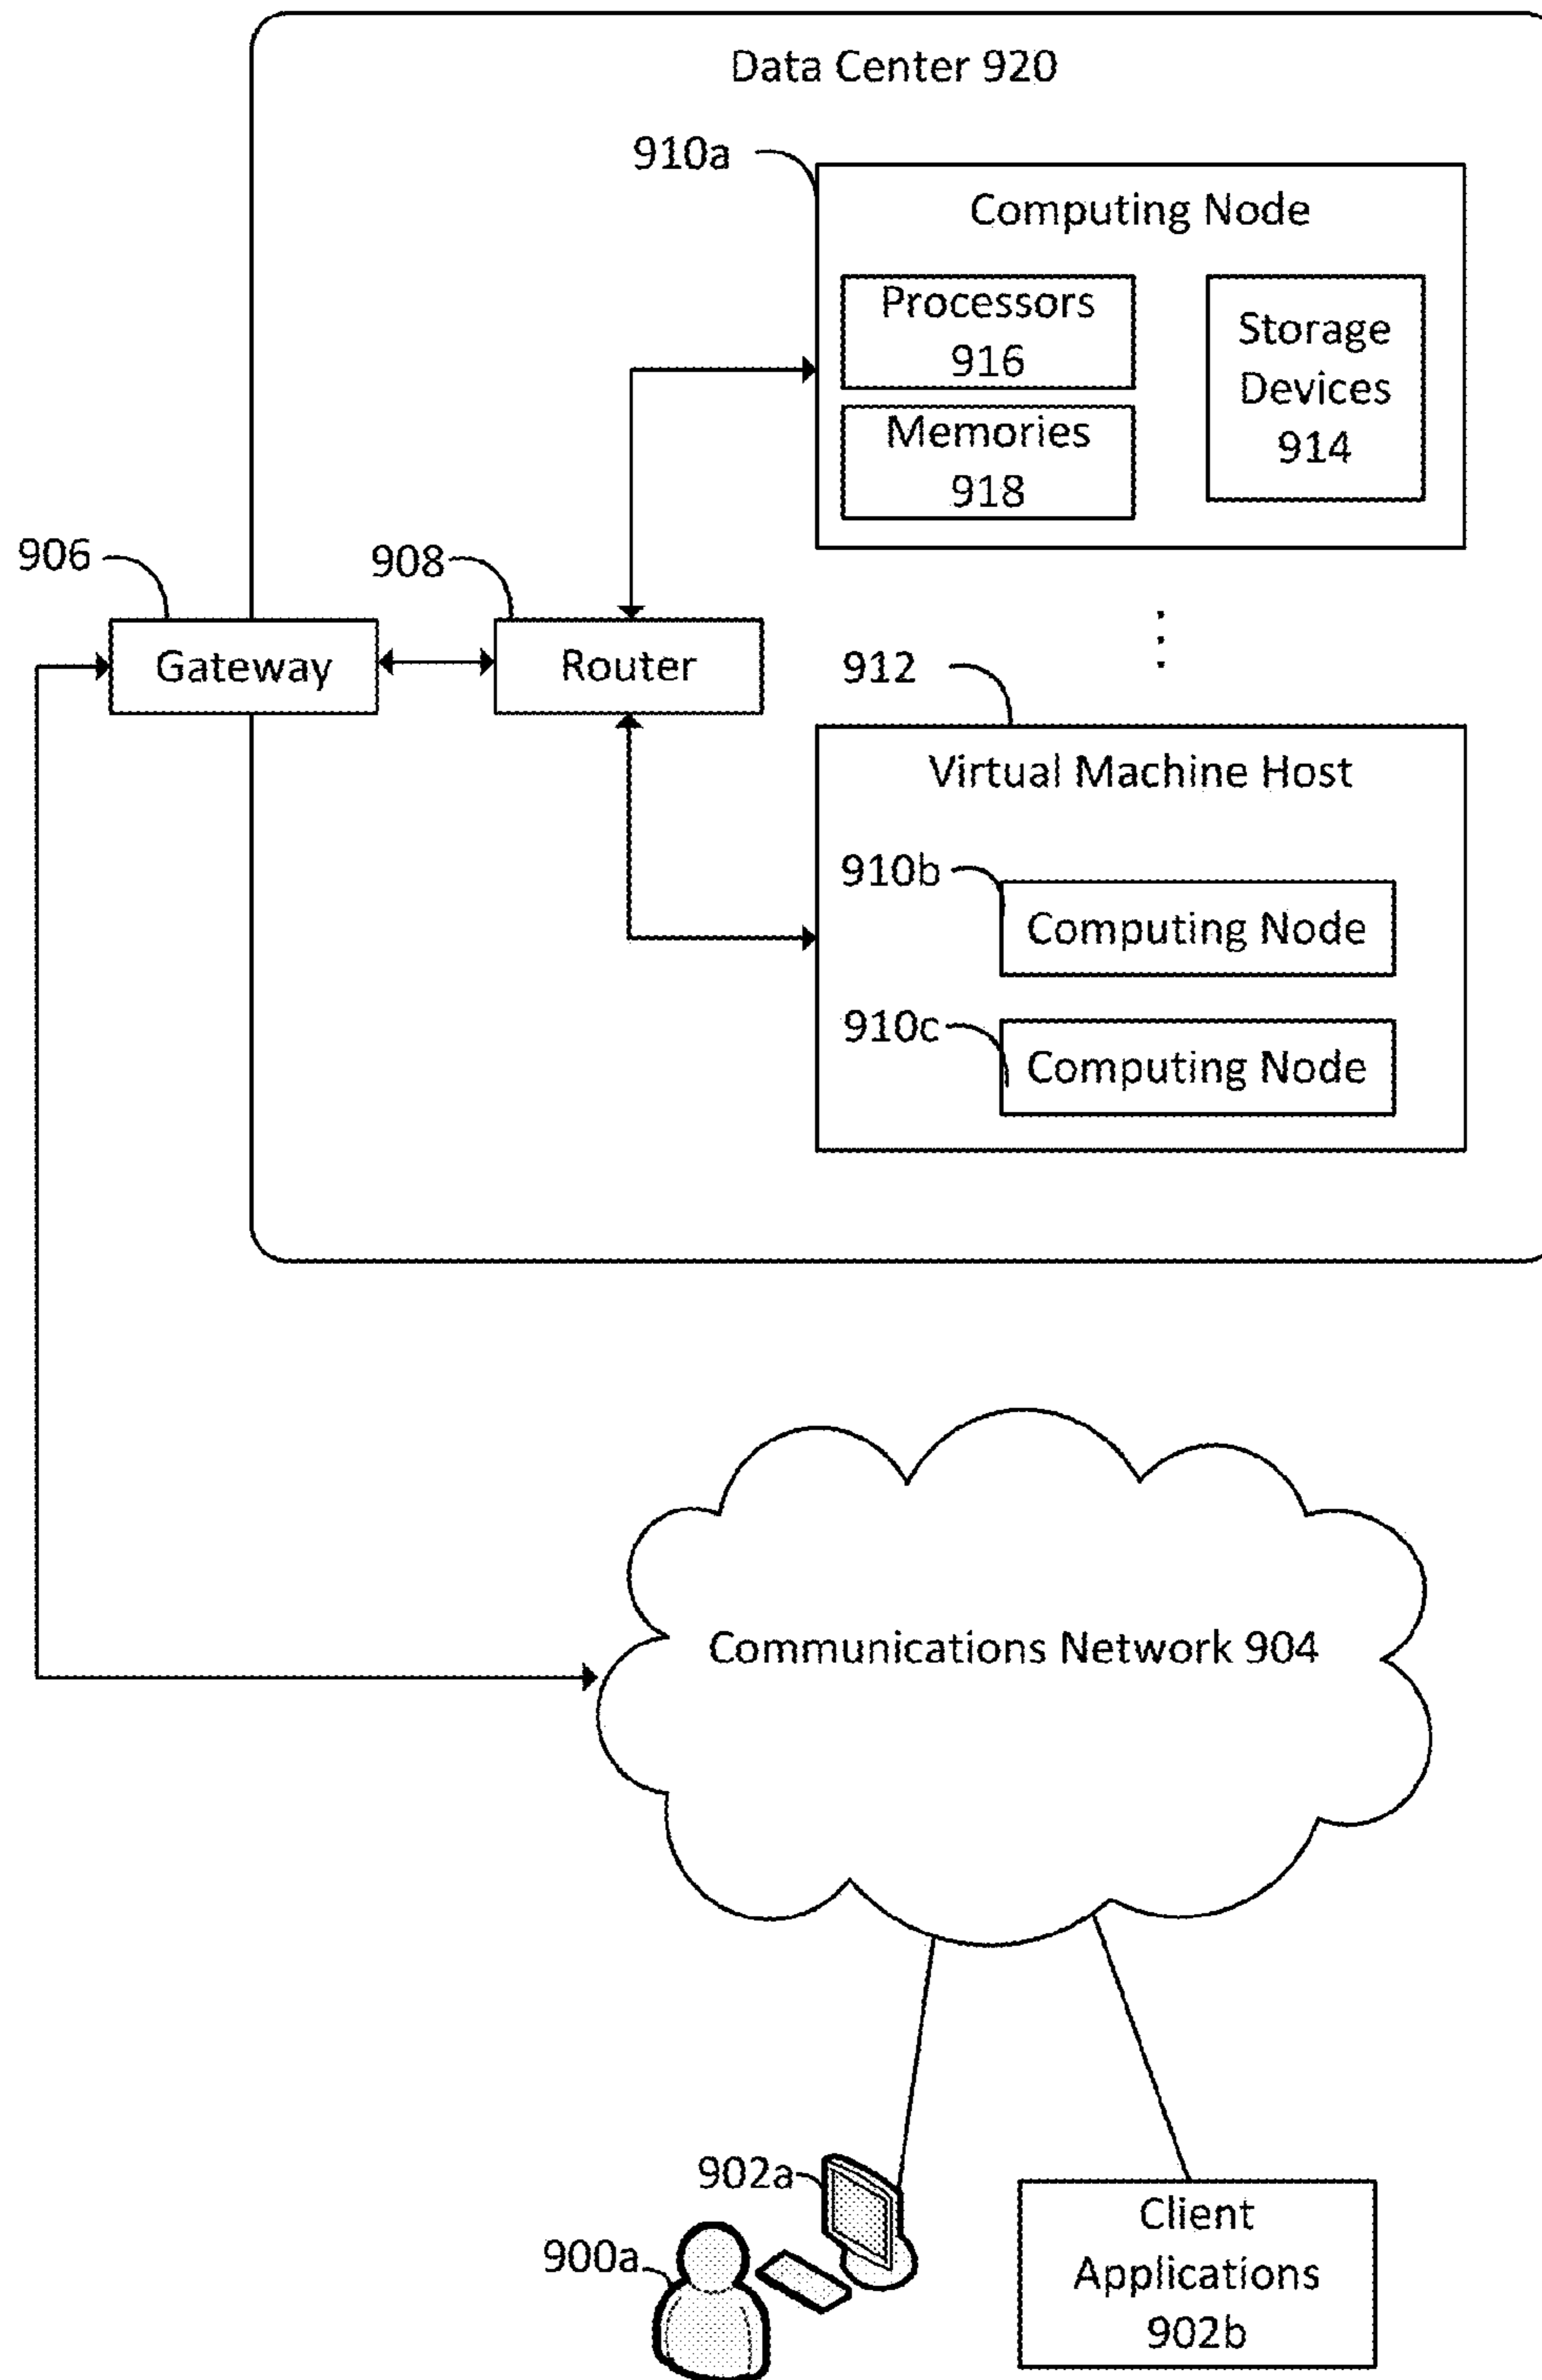 Data Center 920
910a
Computing Node
Processors
916
Memories
918
Storage
Devices
914
906
Gateway
908
Router
912
Virtual Machine Host
910b
Computing Node
910c
Computing Node
Communications Network 904
902a
900a
Client
Applications
902b